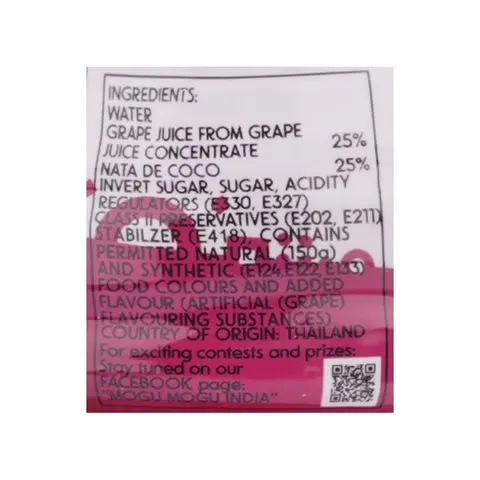 INGREDIENTS:
WATER
GRAPE JUICE FROM GRAPE
JUICE CONCENTRATE 25%
NATA DE COCO 25%
INVERT SUGAR, SUGAR, ACIDITY
REGULATORS (E330, E327)
CLASS II PRESERVATIVES (E202, E211)
STABILZER (E418), CONTAINS
PERMITTED NATURAL (150a)
AND SYNTHETIC (E124,E122, E133)
FOOD COLOURS AND ADDED
FLAVOUR (ARTIFICIAL (GRAPE)
FLAVOURING SUBSTANCES)
COUNTRY OF ORIGIN: THAILAND
For exciting contests and prizes:
Stay tuned on our
FACEBOOK page:
"MOGU MOGU INDIA"